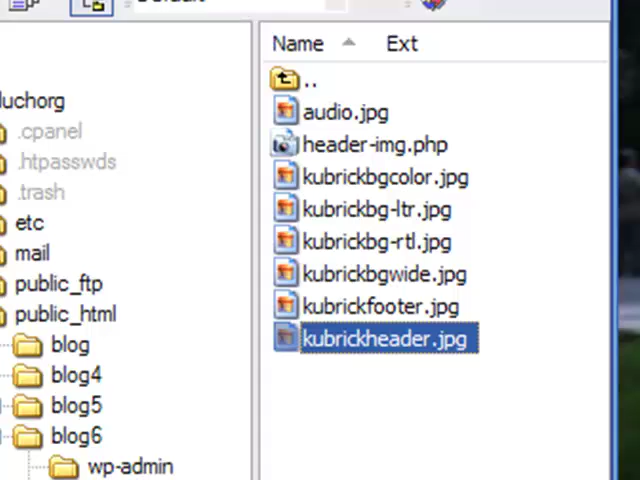 Default
Name Ext
..
audio.jpg
header-img.php
kubrickbgcolor.jpg
kubrickbg-ltr.jpg
kubrickbg-rtl.jpg
kubrickbgwide.jpg
kubrickfooter.jpg
kubrickheader.jpg
luchorg
.cpanel
.htpasswds
.trash
etc
mail
public_ftp
public_html
blog
blog4
blog5
blog6
wp-admin